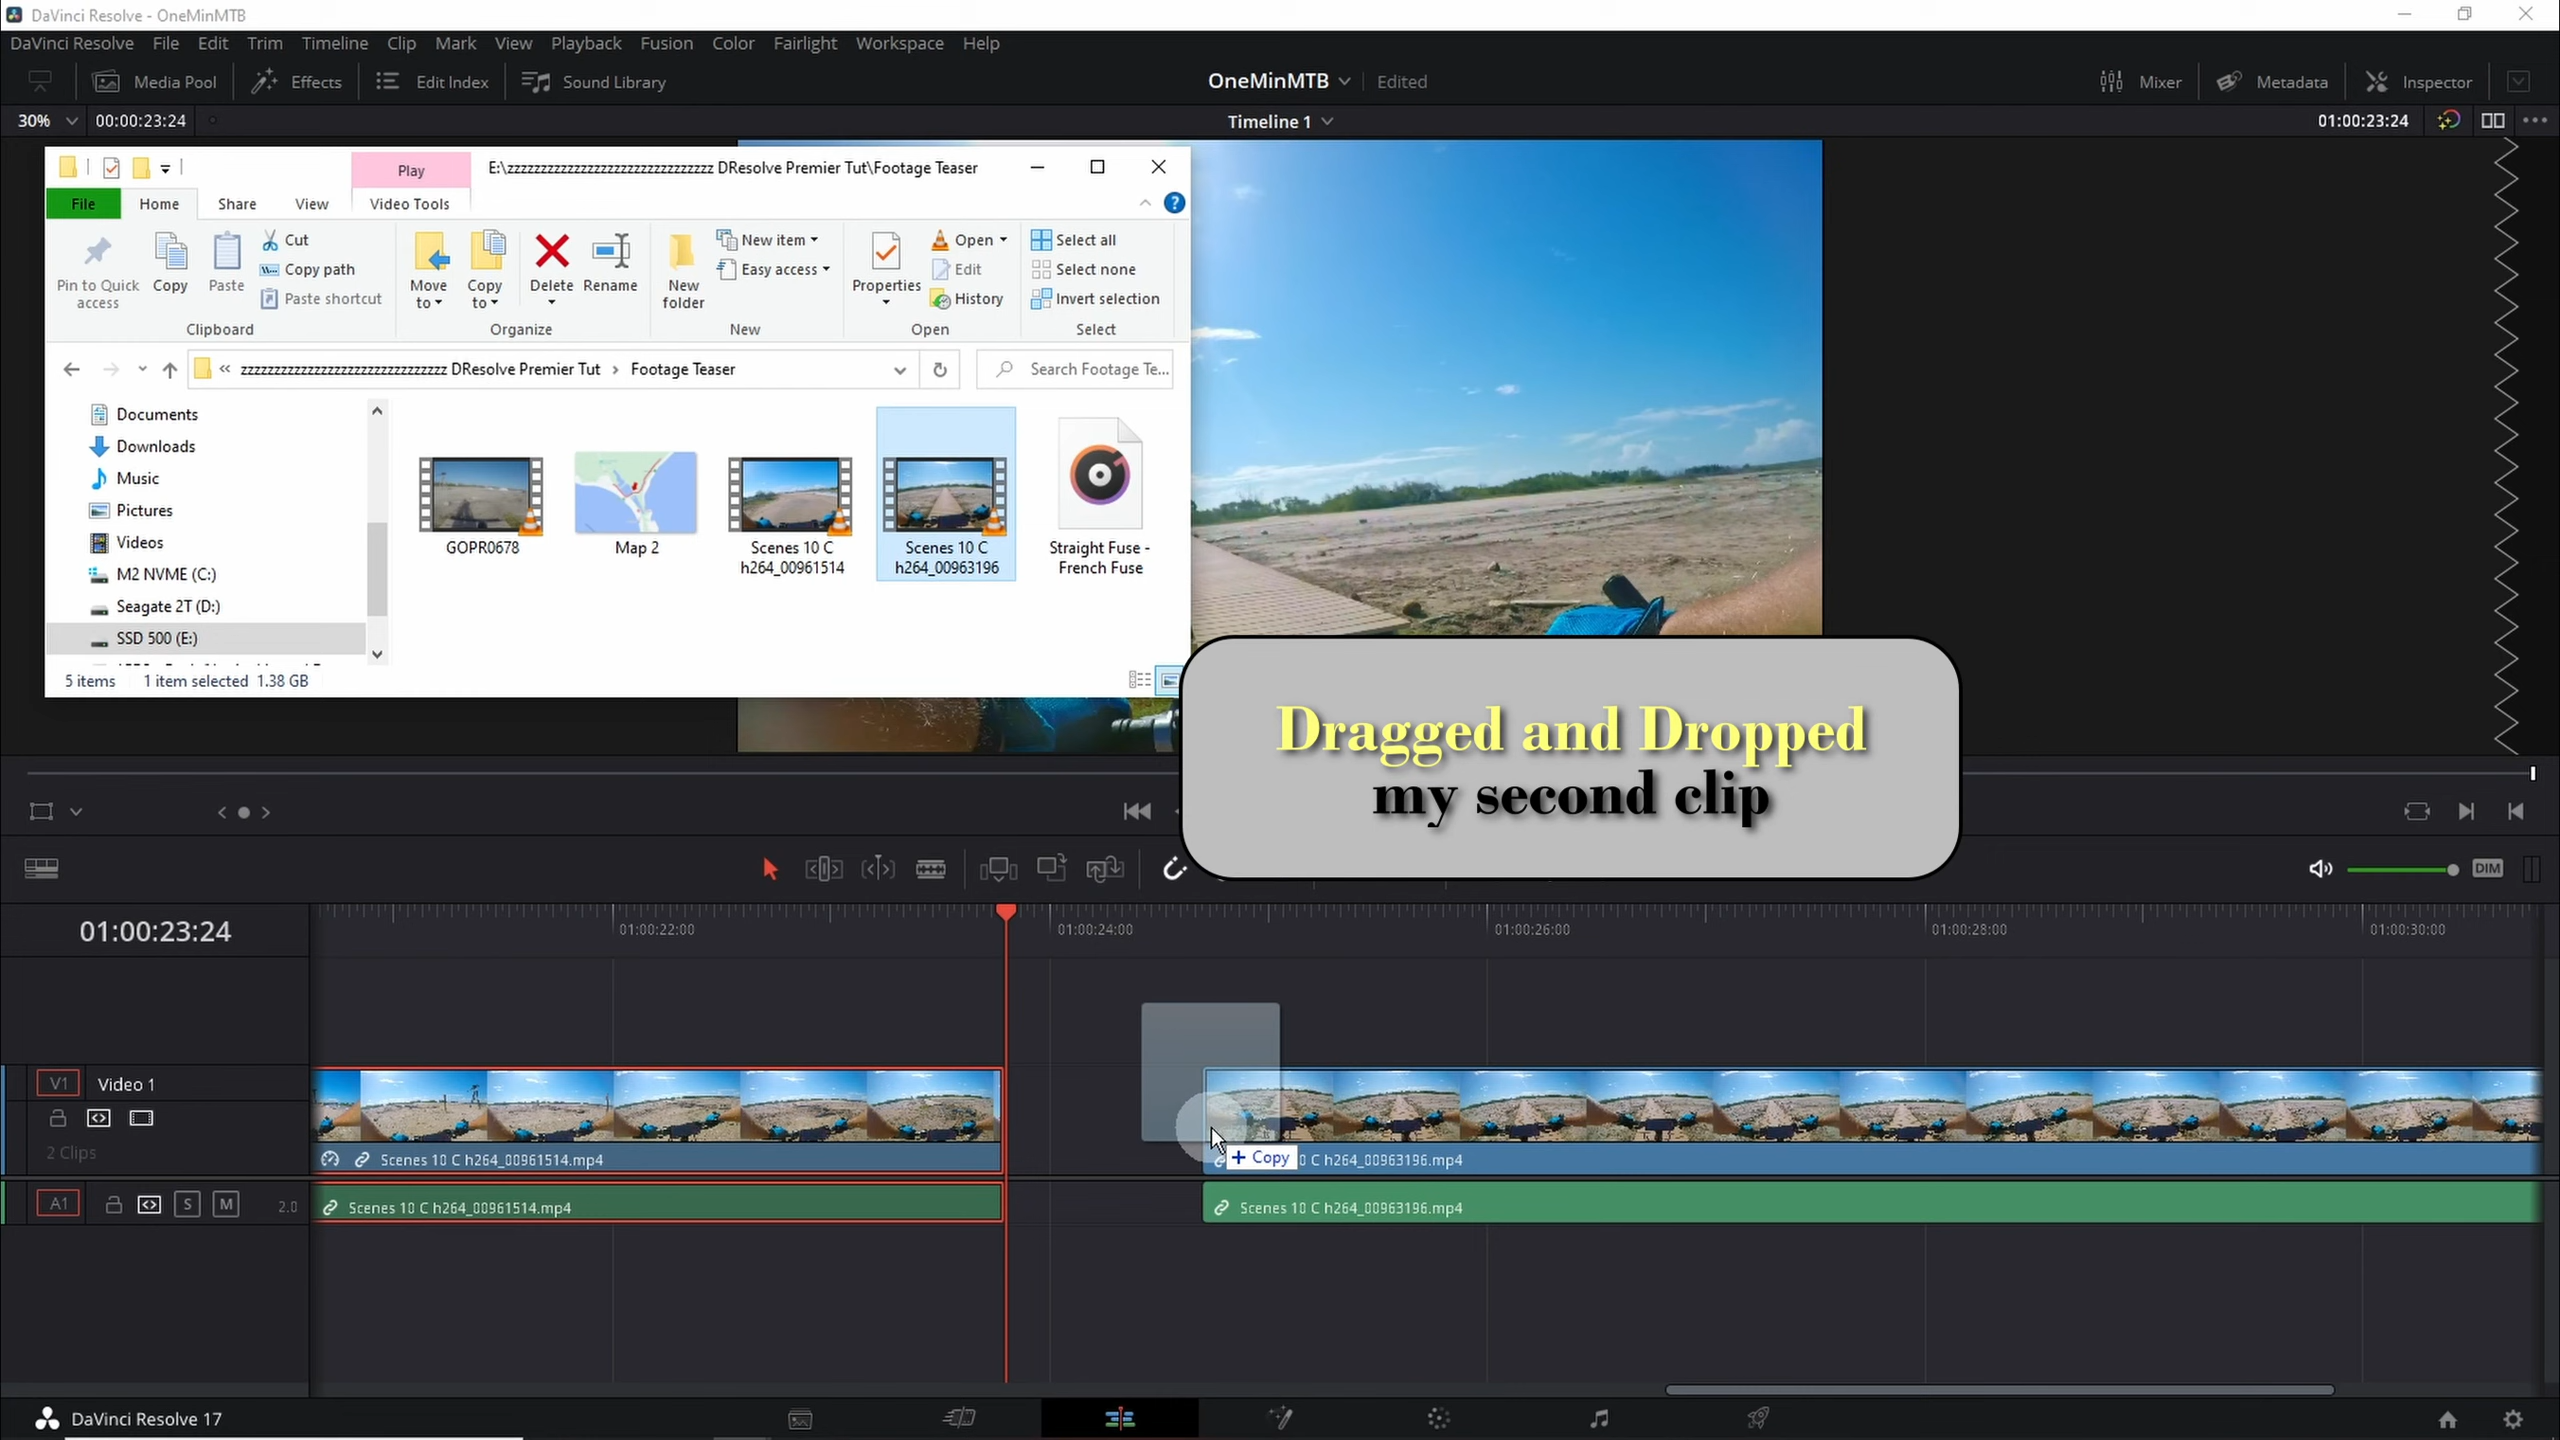 DaVinci Resolve - OneMinMTB
DaVinci Resolve File Edit Trim Timeline Clip Mark View Playback Fusion Color Fairlight Workspace Help
Media Pool Effects Edit Index Sound Library OneMinMTB Edited Mixer Metadata Inspector
30% 00:00:23:24 Timeline 1 01:00:23:24
Play E:\zzzzzzzzzzzzzzzzzzzzzzzzzzzzzzz DResolve Premier Tut\Footage Teaser
File Home Share View Video Tools
Pin to Quick access
Copy
Paste
Cut
Copy path
Paste shortcut
Move to
Copy to
Delete
Rename
New folder
New item
Easy access
Properties
Open
Edit
History
Select all
Select none
Invert selection
Clipboard Organize New Open Select
« zzzzzzzzzzzzzzzzzzzzzzzzzzzzzzz DResolve Premier Tut › Footage Teaser Search Footage Te...
Documents
Downloads
Music
Pictures
Videos
M2 NVME (C:)
Seagate 2T (D:)
SSD 500 (E:)
GOPR0678
Map 2
Scenes 10 C
h264_00961514
Scenes 10 C
h264_00963196
Straight Fuse -
French Fuse
5 items 1 item selected 1.38 GB
Dragged and Dropped
my second clip
DIM
01:00:23:24 01:00:22:00 01:00:24:00 01:00:26:00 01:00:28:00 01:00:30:00
V1 Video 1
2 Clips
Scenes 10 C h264_00961514.mp4
+ Copy
0 C h264_00963196.mp4
A1 S M 2.0 Scenes 10 C h264_00961514.mp4 Scenes 10 C h264_00963196.mp4
DaVinci Resolve 17